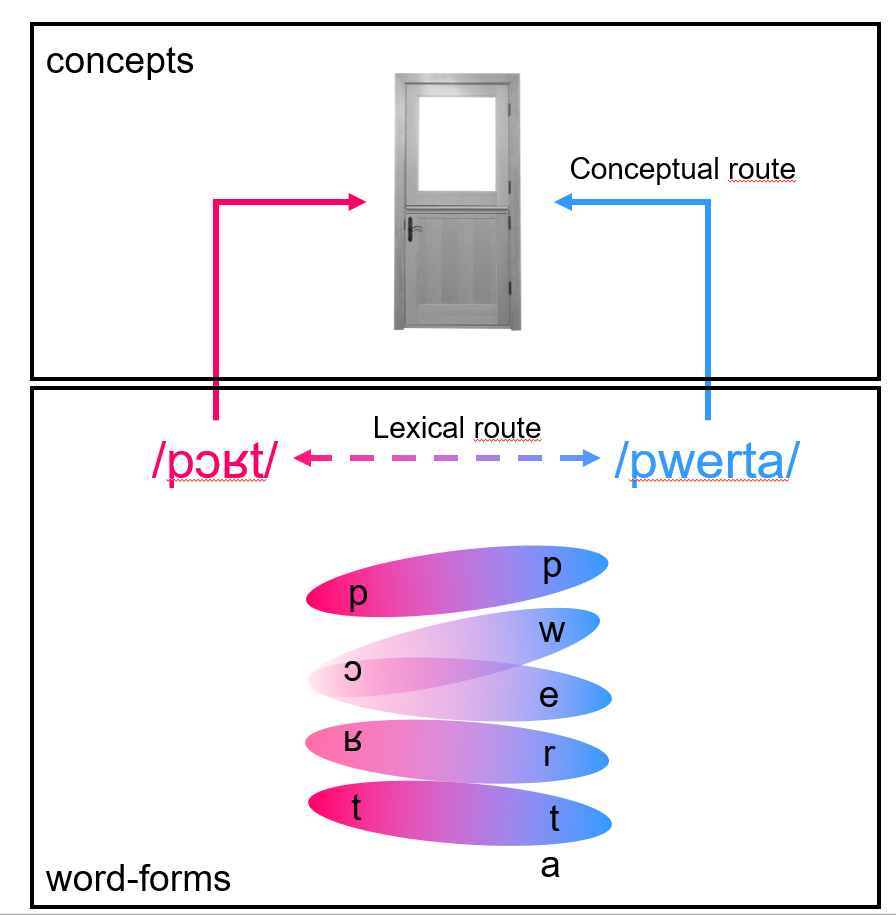 concepts
Conceptual route
Lexical route
/pɔʁt/ /pwerta/
p p
w
ɔ e
ʁ r
t t
a
word-forms